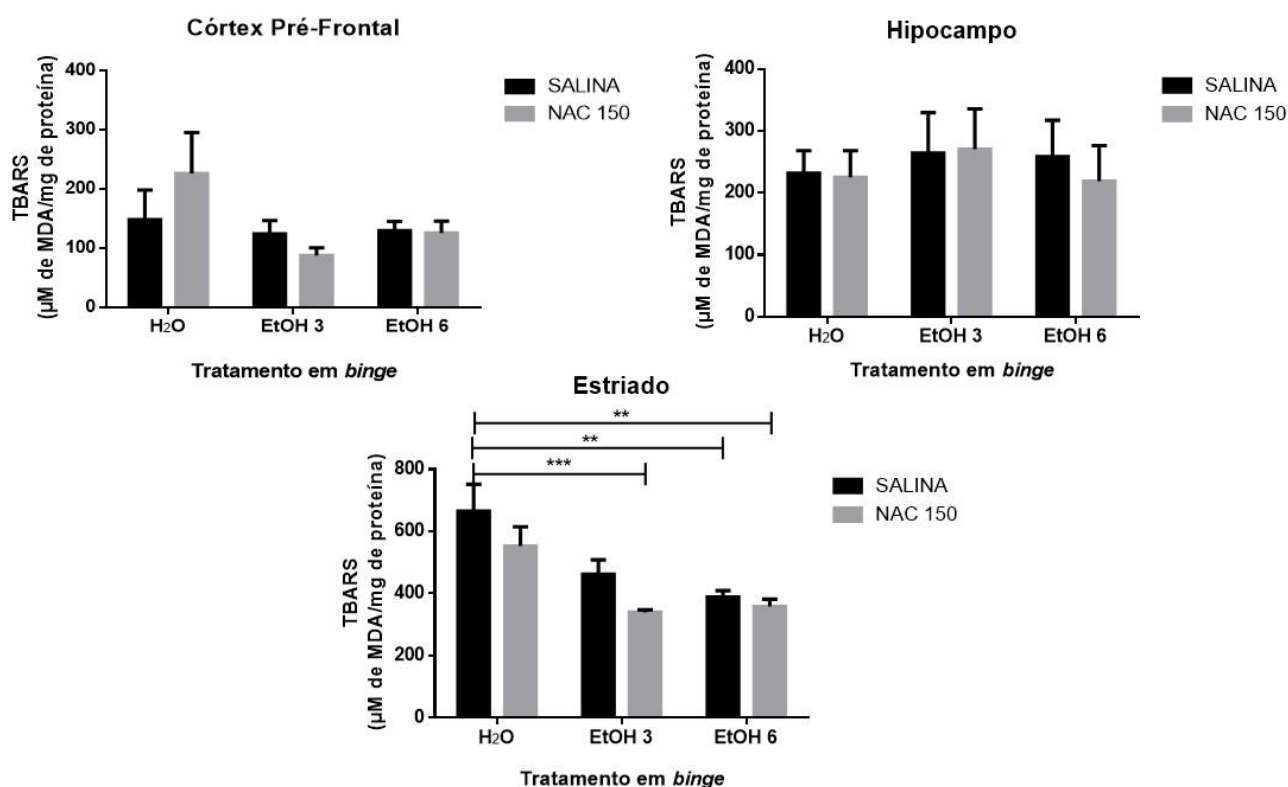 Córtex Pré-Frontal
TBARS
(µM de MDA/mg de proteína)
400
300
200
100
0
H2O
EtOH 3
EtOH 6
Tratamento em binge
SALINA
NAC 150
Hipocampo
TBARS
(µM de MDA/mg de proteína)
400
300
200
100
0
H2O
EtOH 3
EtOH 6
Tratamento em binge
SALINA
NAC 150
Estriado
**
**
***
TBARS
(µM de MDA/mg de proteína)
800
600
400
200
0
H2O
EtOH 3
EtOH 6
Tratamento em binge
SALINA
NAC 150